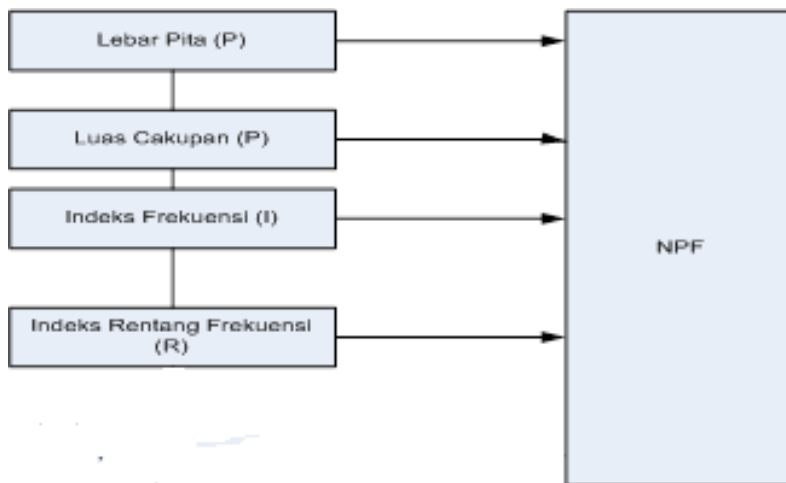 Lebar Pita (P)
Luas Cakupan (P)
Indeks Frekuensi (I)
Indeks Rentang Frekuensi
(R)
NPF